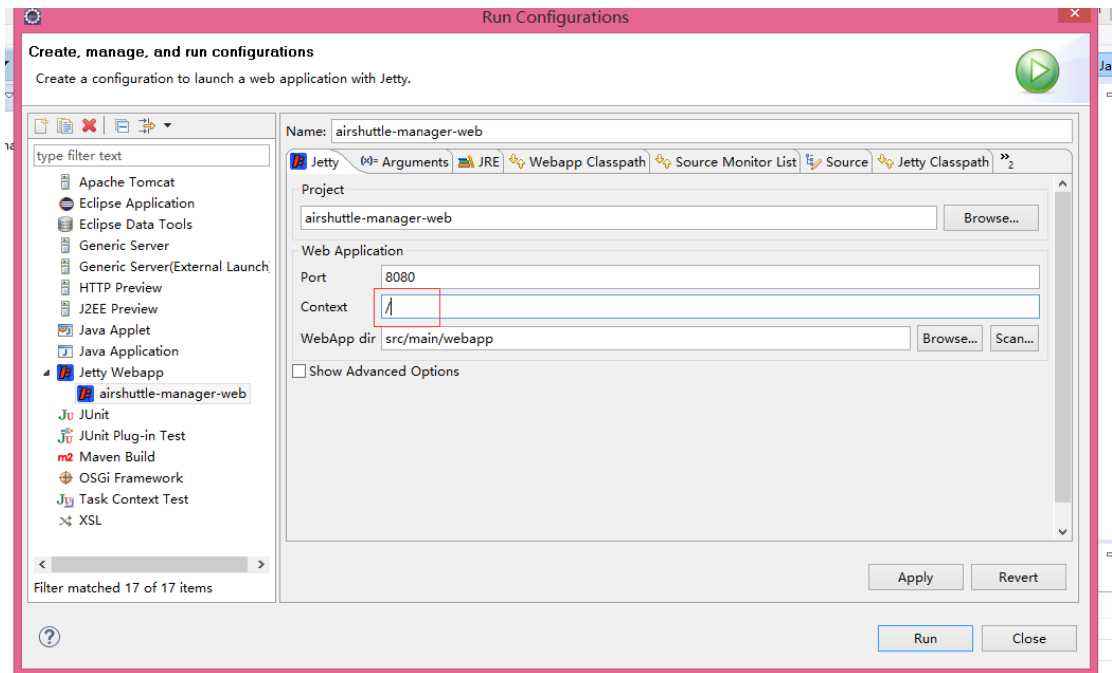 Run Configurations
Create, manage, and run configurations
Create a configuration to launch a web application with Jetty.
type filter text
Apache Tomcat
Eclipse Application
Eclipse Data Tools
Generic Server
Generic Server(External Launch
HTTP Preview
J2EE Preview
Java Applet
Java Application
Jetty Webapp
airshuttle-manager-web
JUnit
JUnit Plug-in Test
Maven Build
OSGi Framework
Task Context Test
XSL
Filter matched 17 of 17 items
Name: airshuttle-manager-web
Jetty (x)= Arguments JRE Webapp Classpath Source Monitor List Source Jetty Classpath »2
Project
airshuttle-manager-web Browse...
Web Application
Port 8080
Context /
WebApp dir src/main/webapp Browse... Scan...
Show Advanced Options
Apply Revert
Run Close
Ja